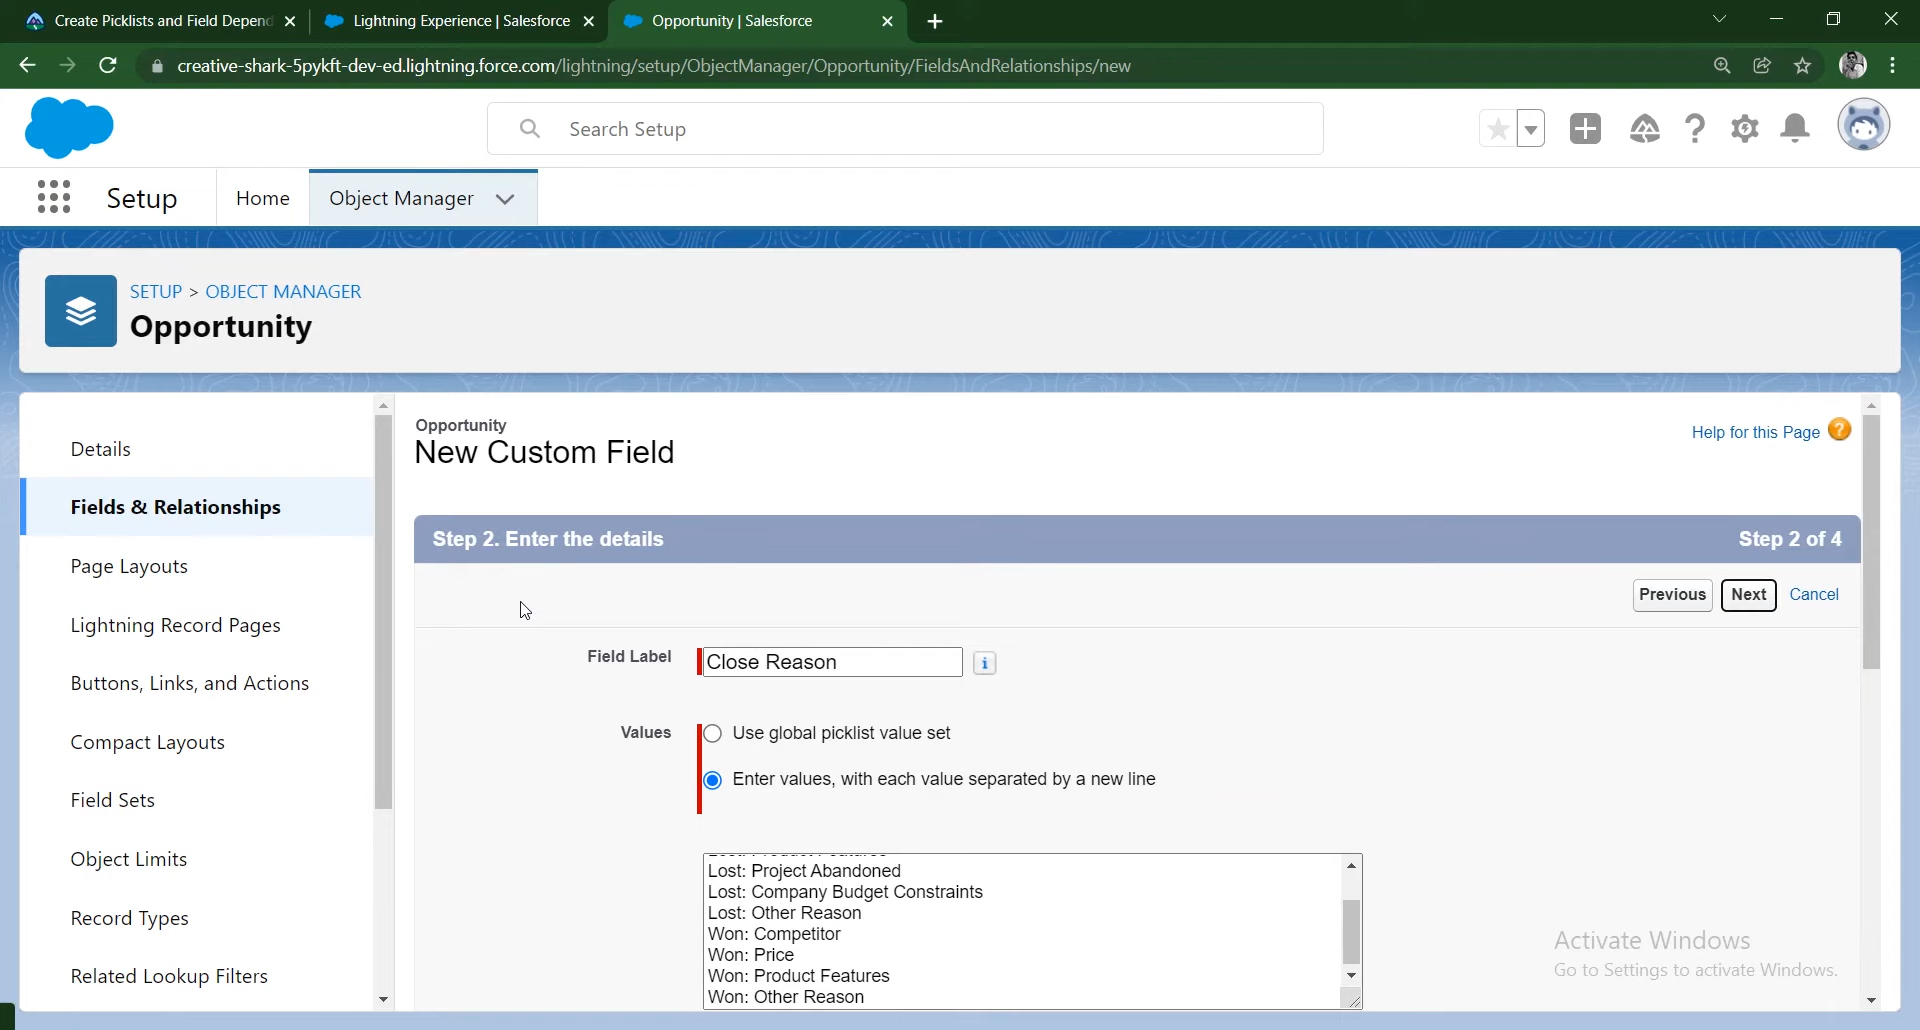 Create Picklists and Field Depend
Lightning Experience | Salesforce
Opportunity | Salesforce
creative-shark-5pykft-dev-ed.lightning.force.com/lightning/setup/ObjectManager/Opportunity/FieldsAndRelationships/new
Search Setup
Setup
Home
Object Manager
SETUP > OBJECT MANAGER
Opportunity
Details
Fields & Relationships
Page Layouts
Lightning Record Pages
Buttons, Links, and Actions
Compact Layouts
Field Sets
Object Limits
Record Types
Related Lookup Filters
Opportunity
New Custom Field
Help for this Page
Step 2. Enter the details
Step 2 of 4
Previous
Next
Cancel
Field Label
Close Reason
Values
Use global picklist value set
Enter values, with each value separated by a new line
Lost: Project Abandoned
Lost: Company Budget Constraints
Lost: Other Reason
Won: Competitor
Won: Price
Won: Product Features
Won: Other Reason
Activate Windows
Go to Settings to activate Windows.